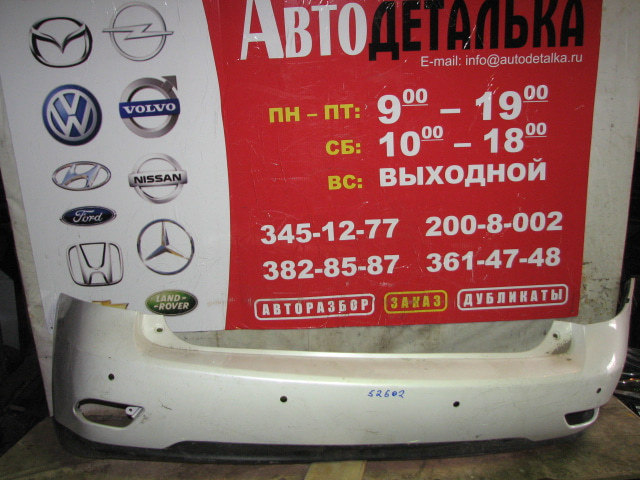 АВТОДЕТАЛЬКА
E-mail: info@autodetalka.ru
ПН – ПТ: 9⁰⁰ – 19⁰⁰
СБ: 10⁰⁰ – 18⁰⁰
ВС: ВЫХОДНОЙ
VOLVO
NISSAN
Ford
LAND-
-ROVER
345-12-77 200-8-002
382-85-87 361-47-48
АВТОРАЗБОР ЗАКАЗ ДУБЛИКАТЫ
52502